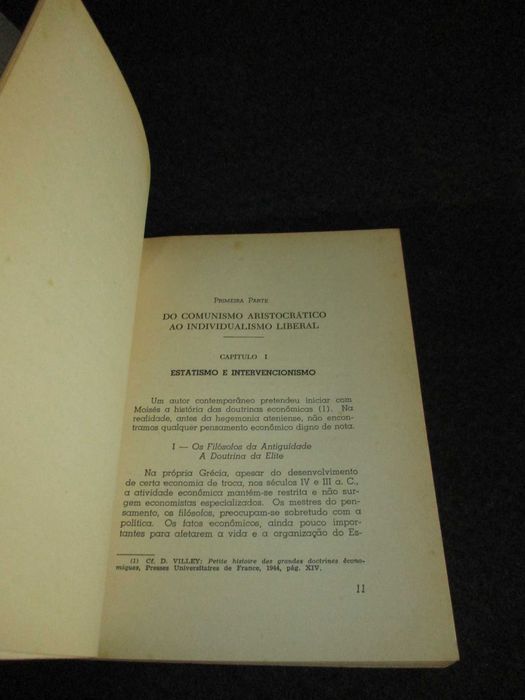 PRIMEIRA PARTE
DO COMUNISMO ARISTOCRÁTICO
AO INDIVIDUALISMO LIBERAL
CAPITULO I
ESTATISMO E INTERVENCIONISMO
Um autor contemporâneo pretendeu iniciar com
Moisés a história das doutrinas econômicas (1). Na
realidade, antes da hegemonia ateniense, não encon-
tramos qualquer pensamento econômico digno de nota.
I — Os Filósofos da Antiguidade
A Doutrina da Elite
Na própria Grécia, apesar do desenvolvimento
de certa economia de troca, nos séculos IV e III a. C.,
a atividade econômica mantém-se restrita e não sur-
gem economistas especializados. Os mestres do pen-
samento, os filósofos, preocupam-se sobretudo com a
política. Os fatos econômicos, ainda pouco impor-
tantes para afetarem a vida e a organização do Es-
(1) Cf. D. VILLEY: Petite histoire des grandes doctrines écono-
miques, Presses Universitaires de France, 1944, pág. XIV.
11